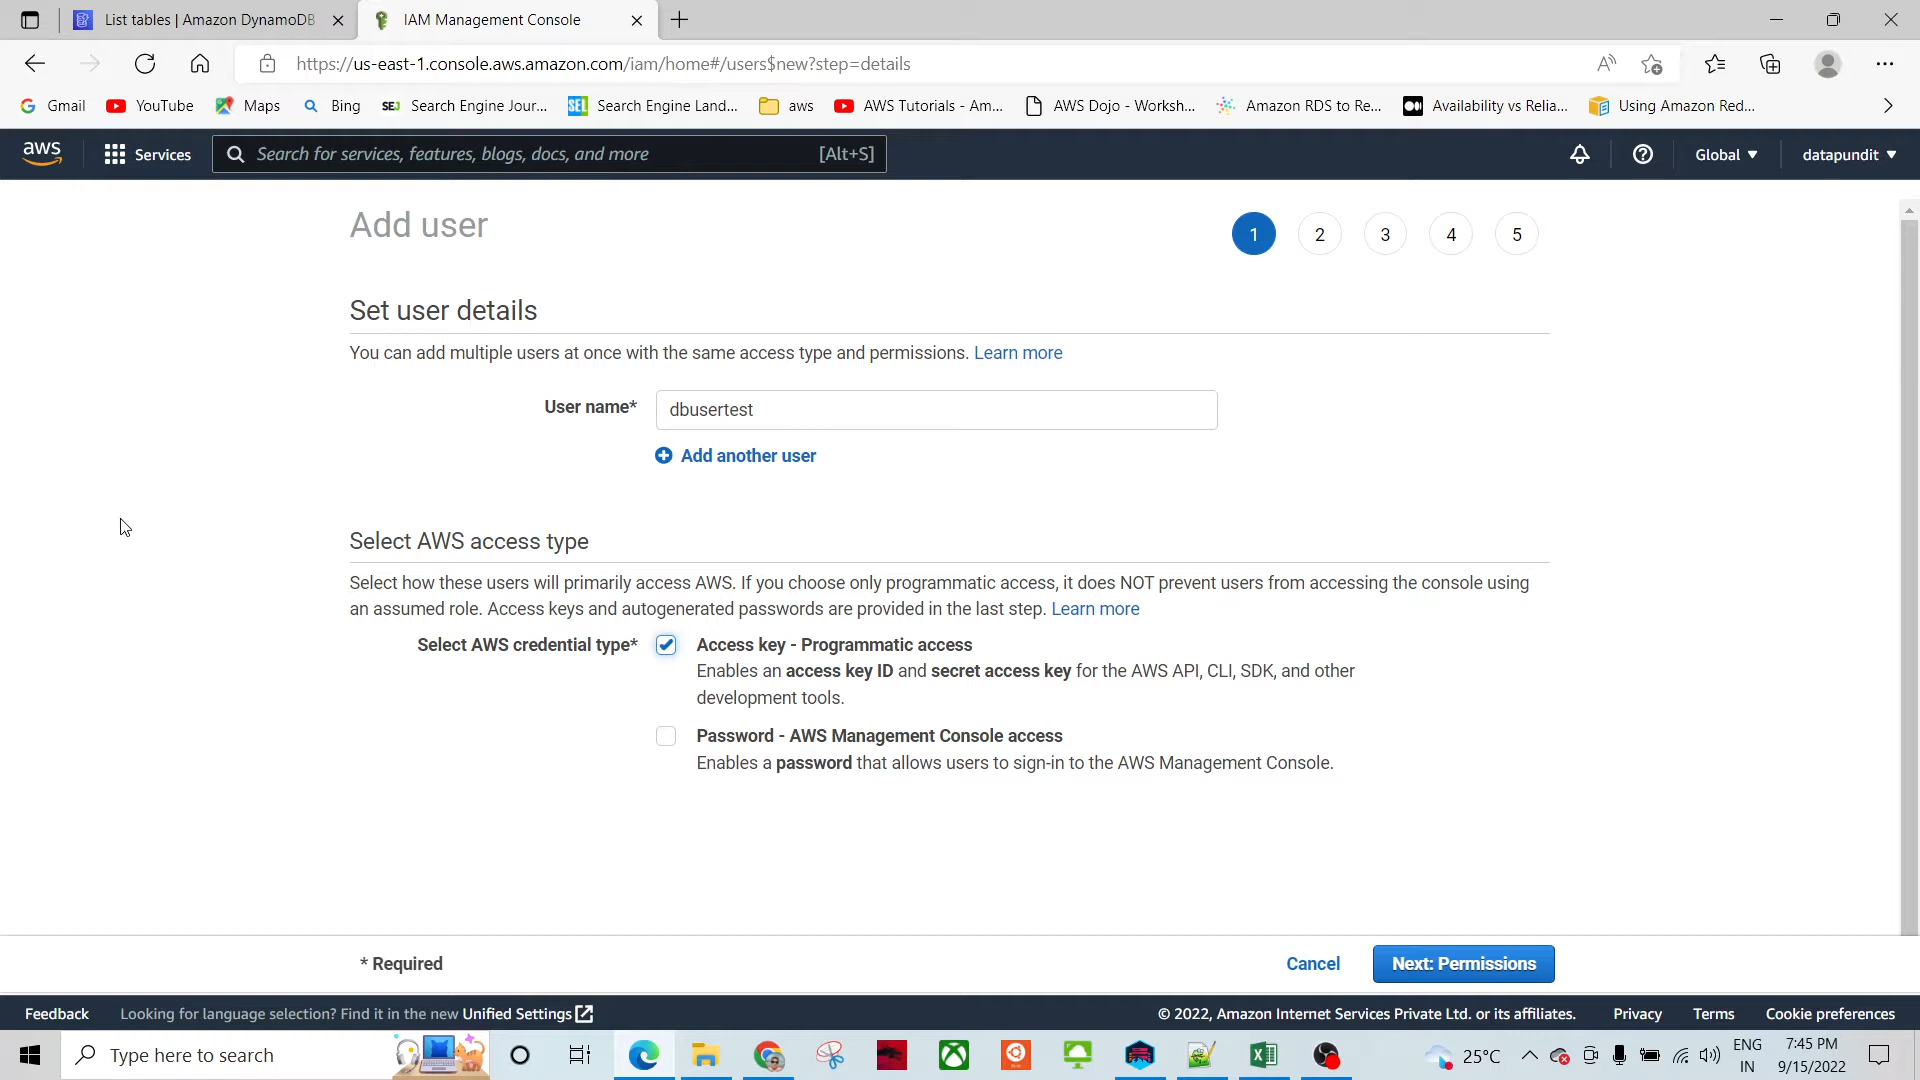 List tables | Amazon DynamoDB
IAM Management Console
https://us-east-1.console.aws.amazon.com/iam/home#/users$new?step=details
Gmail
YouTube
Maps
Bing
SEJ Search Engine Jour...
SEL Search Engine Land...
aws
AWS Tutorials - Am...
AWS Dojo - Worksh...
Amazon RDS to Re...
Availability vs Relia...
Using Amazon Red...
aws
Services
Search for services, features, blogs, docs, and more
[Alt+S]
Global
datapundit
Add user
1
2
3
4
5
Set user details
You can add multiple users at once with the same access type and permissions. Learn more
User name*
dbusertest
Add another user
Select AWS access type
Select how these users will primarily access AWS. If you choose only programmatic access, it does NOT prevent users from accessing the console using
an assumed role. Access keys and autogenerated passwords are provided in the last step. Learn more
Select AWS credential type*
Access key - Programmatic access
Enables an access key ID and secret access key for the AWS API, CLI, SDK, and other
development tools.
Password - AWS Management Console access
Enables a password that allows users to sign-in to the AWS Management Console.
* Required
Cancel
Next: Permissions
Feedback
Looking for language selection? Find it in the new Unified Settings
© 2022, Amazon Internet Services Private Ltd. or its affiliates.
Privacy
Terms
Cookie preferences
Type here to search
25°C
ENG
IN
7:45 PM
9/15/2022